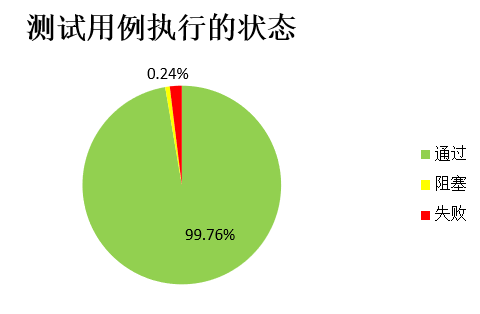 测试用例执行的状态
0.24%
99.76%
通过
阻塞
失败